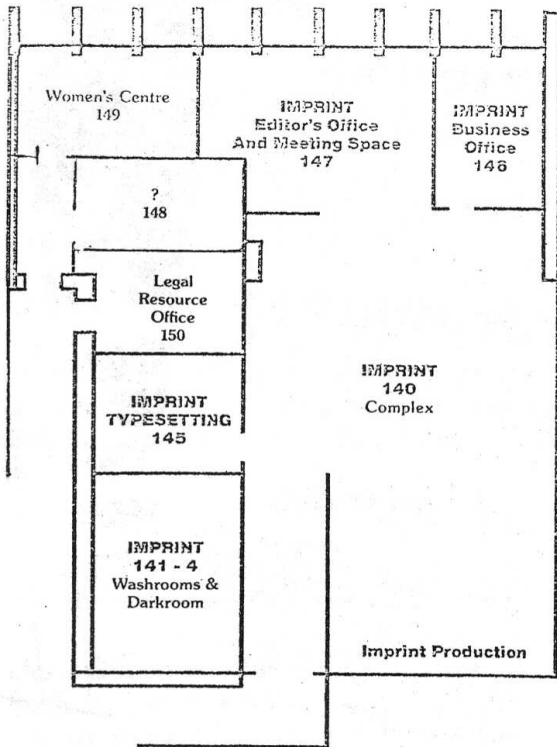 Women's Centre
149
IMPRINT
Editor's Office
And Meeting Space
147
IMPRINT
Business
Office
146
?
148
Legal
Resource
Office
150
IMPRINT
TYPESETTING
145
IMPRINT
140
Complex
IMPRINT
141 - 4
Washrooms &
Darkroom
Imprint Production